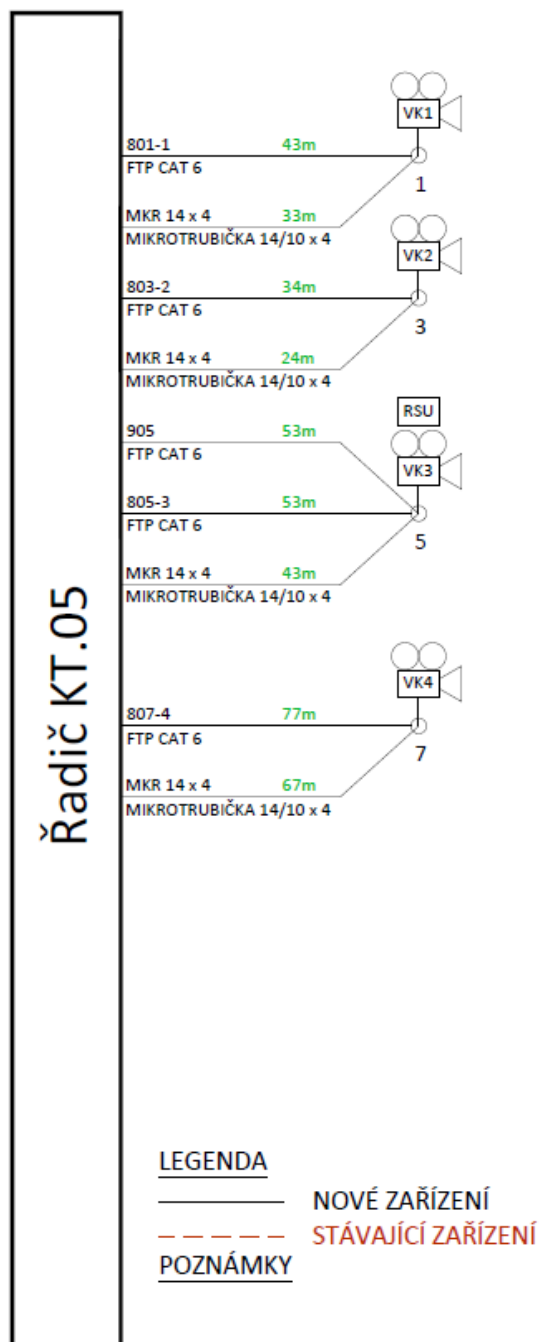 Řadič KT.05
VK1
801-1 43m
FTP CAT 6
1
MKR 14 x 4 33m
MIKROTRUBIČKA 14/10 x 4
VK2
803-2 34m
FTP CAT 6
3
MKR 14 x 4 24m
MIKROTRUBIČKA 14/10 x 4
RSU
905 53m
FTP CAT 6
VK3
805-3 53m
FTP CAT 6
5
MKR 14 x 4 43m
MIKROTRUBIČKA 14/10 x 4
VK4
807-4 77m
FTP CAT 6
7
MKR 14 x 4 67m
MIKROTRUBIČKA 14/10 x 4
LEGENDA
NOVÉ ZAŘÍZENÍ
STÁVAJÍCÍ ZAŘÍZENÍ
POZNÁMKY